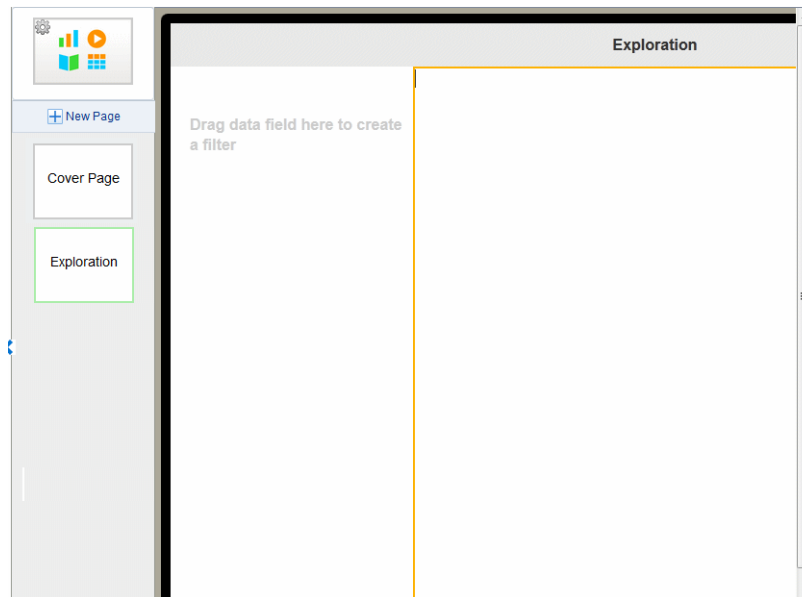 Exploration
New Page
Drag data field here to create
a filter
Cover Page
Exploration